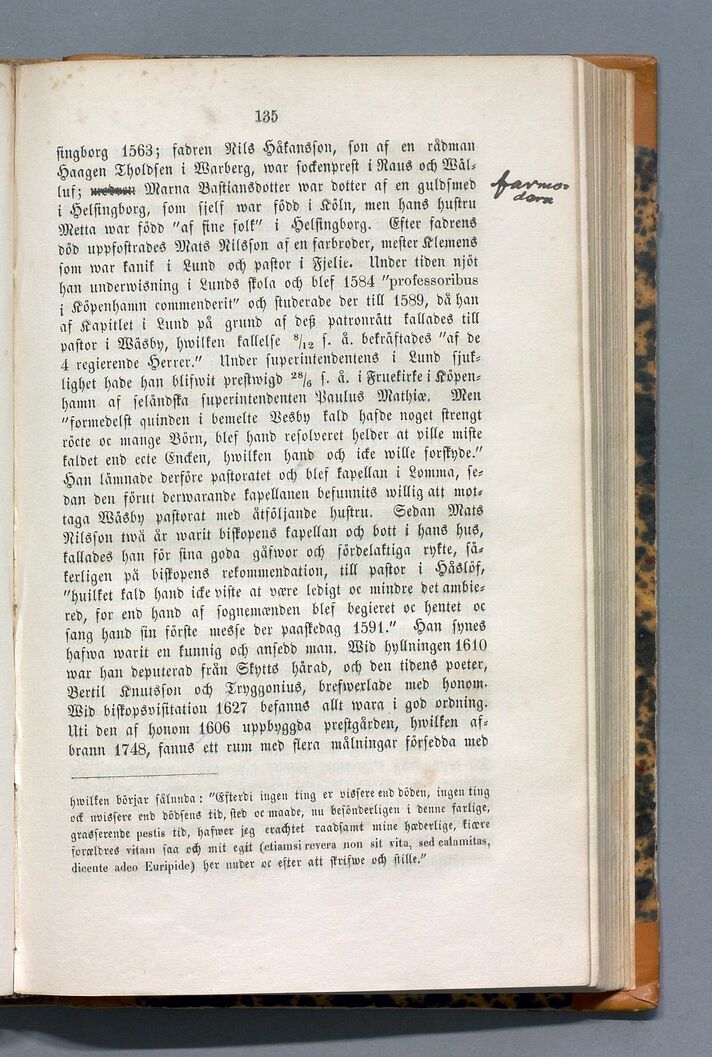 135
singborg 1563; fadren Nils Håkansson, son af en rådman
Haagen Tholdsen i Warberg, war sockenprest i Raus och Wäl-
luf; modren Marna Bastiansdotter war dotter af en guldsmed
farmo-
dern
i Helsingborg, som sjelf war född i Köln, men hans hustru
Metta war född "af fine folk" i Helsingborg. Efter fadrens
död uppfostrades Mats Nilsson af en farbroder, mester Klemens
som war kanik i Lund och pastor i Fjelie. Under tiden njöt
han underwisning i Lunds skola och blef 1584 "professoribus
i Köpenhamn commenderit" och studerade der till 1589, då han
af Kapitlet i Lund på grund af deß patronrätt kallades till
pastor i Wäsby, hwilken kallelse 8/12 s. å. bekräftades "af de
4 regierende Herrer." Under superintendentens i Lund sjuk-
lighet hade han blifwit prestwigd 28/6 s. å. i Fruekirke i Köpen-
hamn af seländska superintendenten Paulus Mathiæ. Men
"formedelst quinden i bemelte Vesby kald hafde noget strengt
röcte oc mange Börn, blef hand resolveret helder at ville miste
kaldet end ecte Encken, hwilken hand och icke wille forskyde."
Han lämnade derföre pastoratet och blef kapellan i Lomma, se-
dan den förut derwarande kapellanen befunnits willig att mot-
taga Wäsby pastorat med åtföljande hustru. Sedan Mats
Nilsson twå år warit biskopens kapellan och bott i hans hus,
kallades han för sina goda gåfwor och fördelaktiga rykte, sä-
kerligen på biskopens rekommendation, till pastor i Håslöf,
"huilket kald hand icke viste at være ledigt oc mindre det ambie-
red, for end hand af sognemænden blef begieret oc hentet oc
sang hand sin förste messe der paaskedag 1591." Han synes
hafwa warit en kunnig och ansedd man. Wid hyllningen 1610
war han deputerad från Skytts härad, och den tidens poeter,
Bertil Knutsson och Tryggonius, brefwexlade med honom.
Wid biskopsvisitation 1627 befanns allt wara i god ordning.
Uti den af honom 1606 uppbyggda prestgården, hwilken af-
brann 1748, fanns ett rum med flera målningar försedda med
hwilken börjar sålunda: "Efterdi ingen ting er vissere end döden, ingen ting
ock uvissere end dödsens tid, sted oc maade, nu besönderligen i denne farlige,
grasserende pestis tid, hafwer jeg erachtet raadsamt mine hæderlige, kiære
forældres vitam saa och mit egit (etiamsi revera non sit vita, sed calamitas,
dicente adeo Euripide) her nuder oc efter att skrifwe och stille."